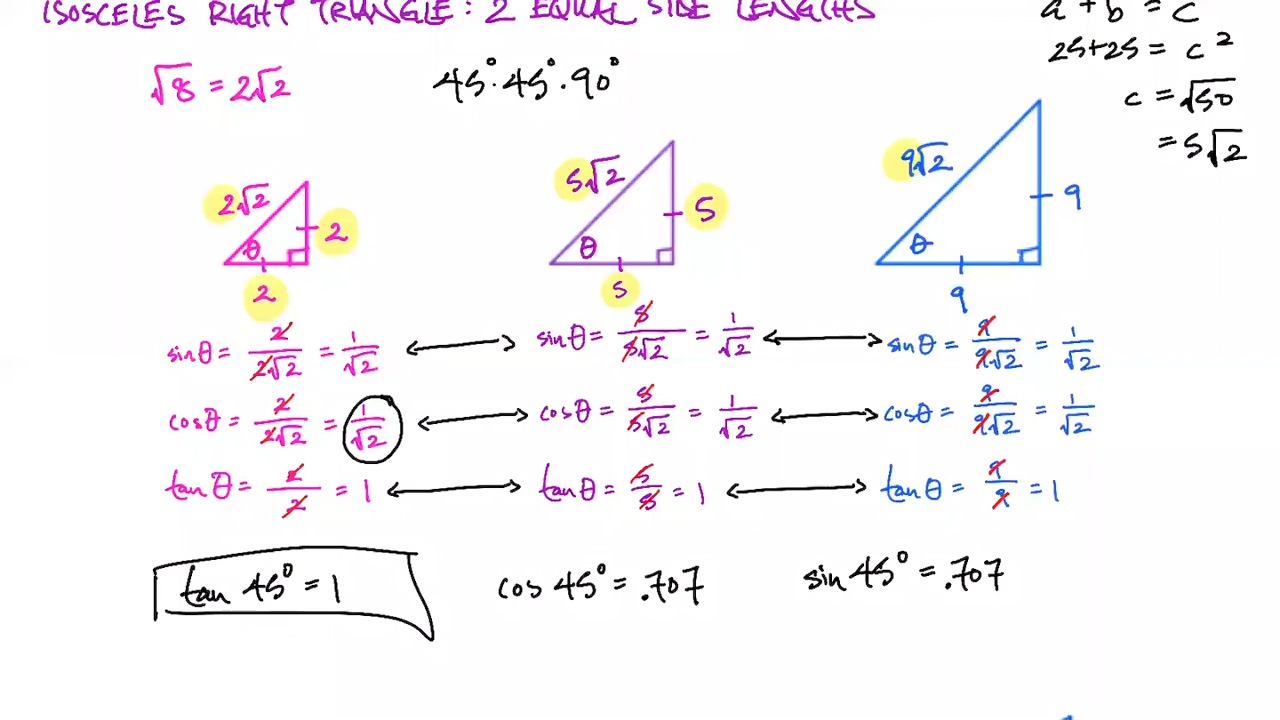 ISOSCELES RIGHT TRIANGLE: 2 EQUAL SIDE LENGTHS
a + b = c
25+25 = c²
c = √50
= 5√2
√8 = 2√2
45°·45°·90°
2√2
θ
2
2
5√2
θ
5
5
9√2
θ
9
9
sinθ = 2/2√2 = 1/√2
sinθ = 5/5√2 = 1/√2
sinθ = 9/9√2 = 1/√2
cosθ = 2/2√2 = 1/√2
cosθ = 5/5√2 = 1/√2
cosθ = 9/9√2 = 1/√2
tanθ = 2/2 = 1
tanθ = 5/5 = 1
tanθ = 9/9 = 1
tan 45° = 1
cos 45° = .707
sin 45° = .707